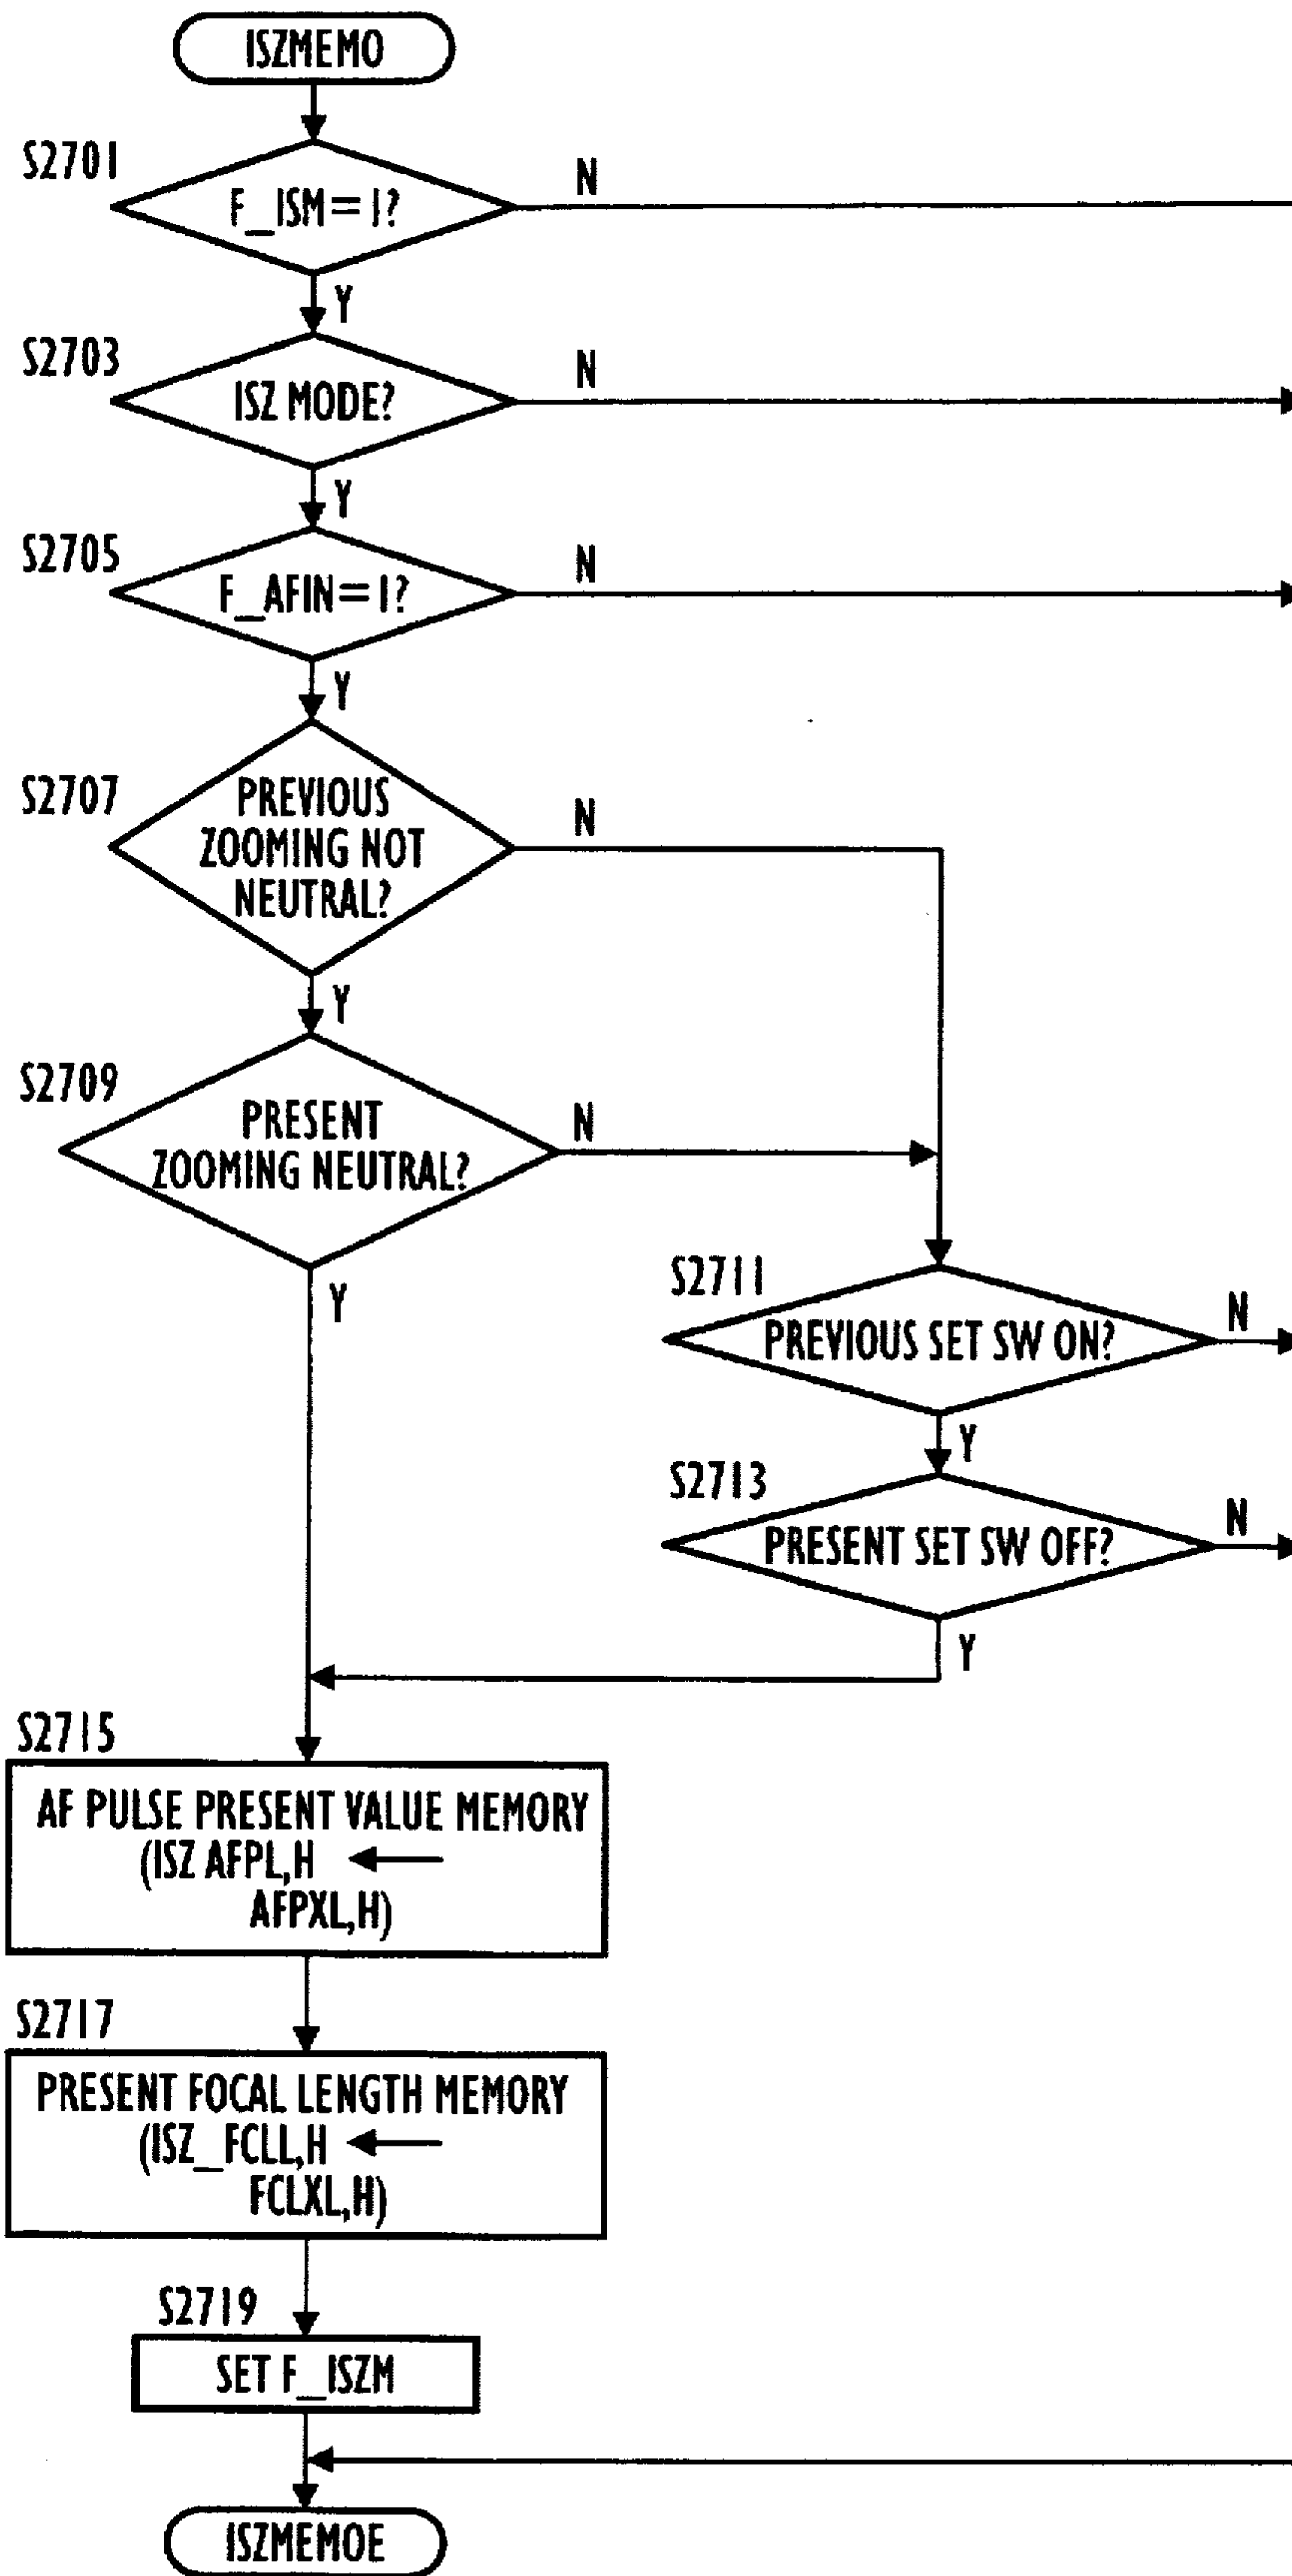 ISZMEMO
S2701
F_ISM=1?
N
Y
S2703
ISZ MODE?
N
Y
S2705
F_AFIN=1?
N
Y
S2707
PREVIOUS
ZOOMING NOT
NEUTRAL?
N
Y
S2709
PRESENT
ZOOMING NEUTRAL?
N
Y
S2711
PREVIOUS SET SW ON?
N
Y
S2713
PRESENT SET SW OFF?
N
Y
S2715
AF PULSE PRESENT VALUE MEMORY
(ISZ AFPL,H ←
AFPXL,H)
S2717
PRESENT FOCAL LENGTH MEMORY
(ISZ_FCLL,H ←
FCLXL,H)
S2719
SET F_ISZM
ISZMEMOE